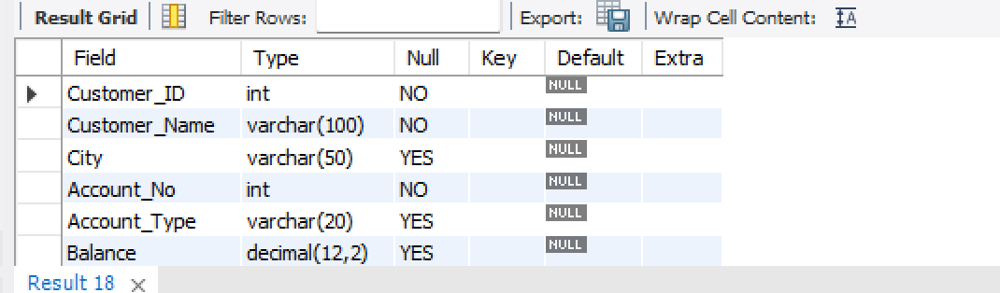 Result Grid Filter Rows: Export: Wrap Cell Content: IA
Field Type Null Key Default Extra
Customer_ID int NO NULL
Customer_Name varchar(100) NO NULL
City varchar(50) YES NULL
Account_No int NO NULL
Account_Type varchar(20) YES NULL
Balance decimal(12,2) YES NULL
Result 18 ×